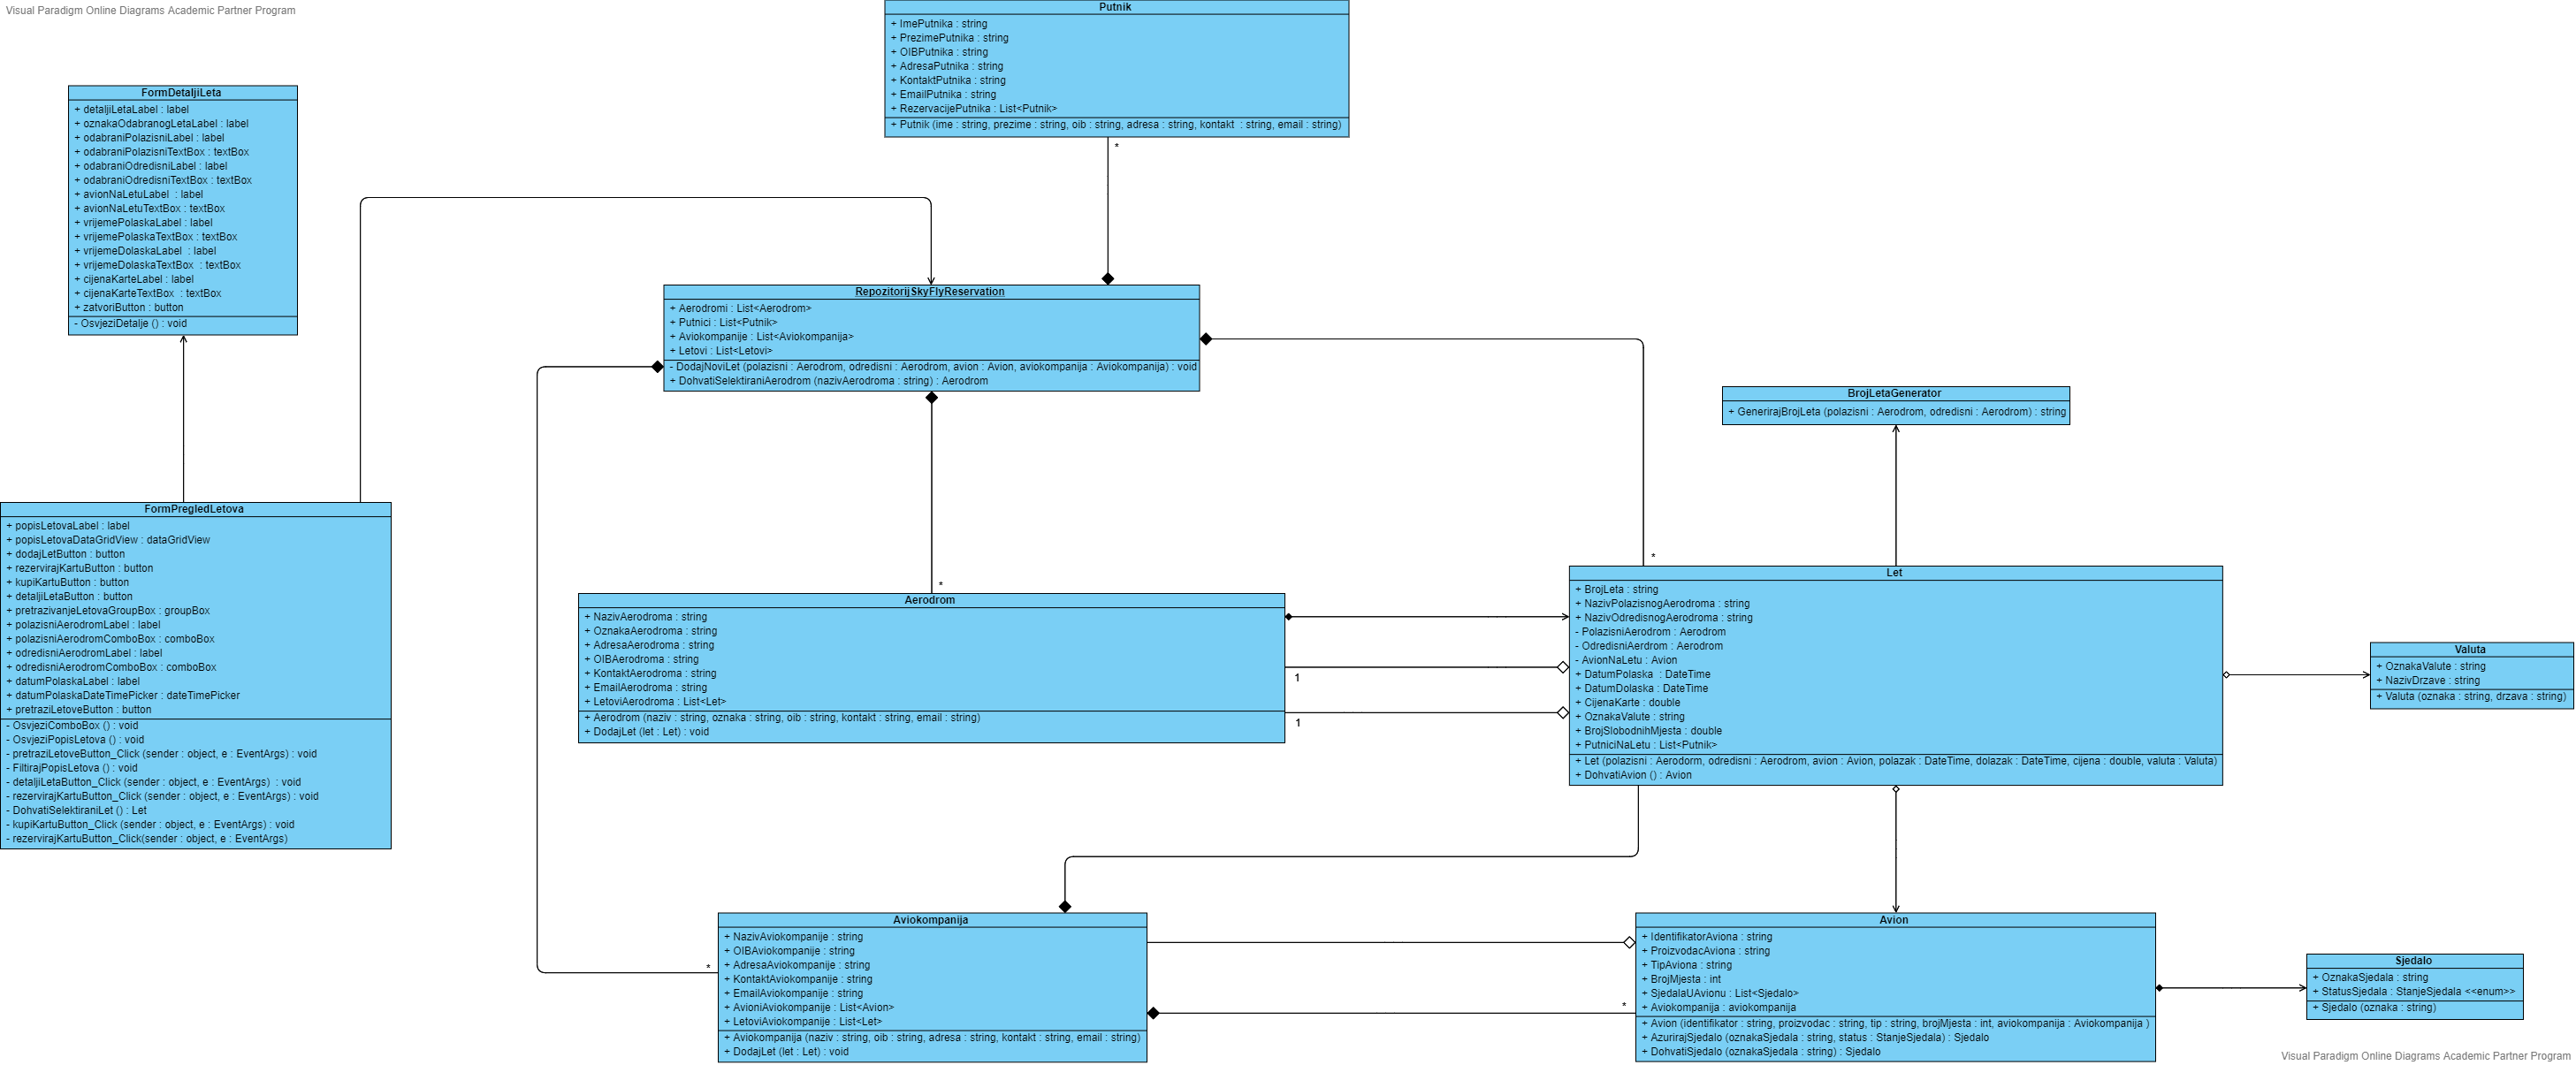 Visual Paradigm Online Diagrams Academic Partner Program
Putnik
+ ImePutnika : string
+ PrezimePutnika : string
+ OIBPutnika : string
+ AdresaPutnika : string
+ KontaktPutnika : string
+ EmailPutnika : string
+ RezervacijePutnika : List<Putnik>
+ Putnik (ime : string, prezime : string, oib : string, adresa : string, kontakt  : string, email : string)
*
FormDetaljiLeta
+ detaljiLetaLabel : label
+ oznakaOdabranogLetaLabel : label
+ odabraniPolazisniLabel : label
+ odabraniPolazisniTextBox : textBox
+ odabraniOdredisniLabel : label
+ odabraniOdredisniTextBox : textBox
+ avionNaLetuLabel  : label
+ avionNaLetuTextBox : textBox
+ vrijemePolaskaLabel : label
+ vrijemePolaskaTextBox : textBox
+ vrijemeDolaskaLabel  : label
+ vrijemeDolaskaTextBox  : textBox
+ cijenaKarteLabel : label
+ cijenaKarteTextBox  : textBox
+ zatvoriButton : button
- OsvjeziDetalje () : void
RepozitorijSkyFlyReservation
+ Aerodromi : List<Aerodrom>
+ Putnici : List<Putnik>
+ Aviokompanije : List<Aviokompanija>
+ Letovi : List<Letovi>
- DodajNoviLet (polazisni : Aerodrom, odredisni : Aerodrom, avion : Avion, aviokompanija : Aviokompanija) : void
+ DohvatiSelektiraniAerodrom (nazivAerodroma : string) : Aerodrom
BrojLetaGenerator
+ GenerirajBrojLeta (polazisni : Aerodrom, odredisni : Aerodrom) : string
FormPregledLetova
+ popisLetovaLabel : label
+ popisLetovaDataGridView : dataGridView
+ dodajLetButton : button
+ rezervirajKartuButton : button
+ kupiKartuButton : button
+ detaljiLetaButton : button
+ pretrazivanjeLetovaGroupBox : groupBox
+ polazisniAerodromLabel : label
+ polazisniAerodromComboBox : comboBox
+ odredisniAerodromLabel : label
+ odredisniAerodromComboBox : comboBox
+ datumPolaskaLabel : label
+ datumPolaskaDateTimePicker : dateTimePicker
+ pretraziLetoveButton : button
- OsvjeziComboBox () : void
- OsvjeziPopisLetova () : void
- pretraziLetoveButton_Click (sender : object, e : EventArgs) : void
- FiltirajPopisLetova () : void
- detaljiLetaButton_Click (sender : object, e : EventArgs)  : void
- rezervirajKartuButton_Click (sender : object, e : EventArgs) : void
- DohvatiSelektiraniLet () : Let
- kupiKartuButton_Click (sender : object, e : EventArgs) : void
- rezervirajKartuButton_Click(sender : object, e : EventArgs)
*
Aerodrom
+ NazivAerodroma : string
+ OznakaAerodroma : string
+ AdresaAerodroma : string
+ OIBAerodroma : string
+ KontaktAerodroma : string
+ EmailAerodroma : string
+ LetoviAerodroma : List<Let>
+ Aerodrom (naziv : string, oznaka : string, oib : string, kontakt : string, email : string)
+ DodajLet (let : Let) : void
1
1
*
Let
+ BrojLeta : string
+ NazivPolazisnogAerodroma : string
+ NazivOdredisnogAerodroma : string
- PolazisniAerodrom : Aerodrom
- OdredisniAerdrom : Aerodrom
- AvionNaLetu : Avion
+ DatumPolaska  : DateTime
+ DatumDolaska : DateTime
+ CijenaKarte : double
+ OznakaValute : string
+ BrojSlobodnihMjesta : double
+ PutniciNaLetu : List<Putnik>
+ Let (polazisni : Aerodorm, odredisni : Aerodrom, avion : Avion, polazak : DateTime, dolazak : DateTime, cijena : double, valuta : Valuta)
+ DohvatiAvion () : Avion
Valuta
+ OznakaValute : string
+ NazivDrzave : string
+ Valuta (oznaka : string, drzava : string)
*
Aviokompanija
+ NazivAviokompanije : string
+ OIBAviokompanije : string
+ AdresaAviokompanije : string
+ KontaktAviokompanije : string
+ EmailAviokompanije : string
+ AvioniAviokompanije : List<Avion>
+ LetoviAviokompanije : List<Let>
+ Aviokompanija (naziv : string, oib : string, adresa : string, kontakt : string, email : string)
+ DodajLet (let : Let) : void
*
Avion
+ IdentifikatorAviona : string
+ ProizvodacAviona : string
+ TipAviona : string
+ BrojMjesta : int
+ SjedalaUAvionu : List<Sjedalo>
+ Aviokompanija : aviokompanija
+ Avion (identifikator : string, proizvodac : string, tip : string, brojMjesta : int, aviokompanija : Aviokompanija )
+ AzurirajSjedalo (oznakaSjedala : string, status : StanjeSjedala) : Sjedalo
+ DohvatiSjedalo (oznakaSjedala : string) : Sjedalo
Sjedalo
+ OznakaSjedala : string
+ StatusSjedala : StanjeSjedala <<enum>>
+ Sjedalo (oznaka : string)
Visual Paradigm Online Diagrams Academic Partner Program